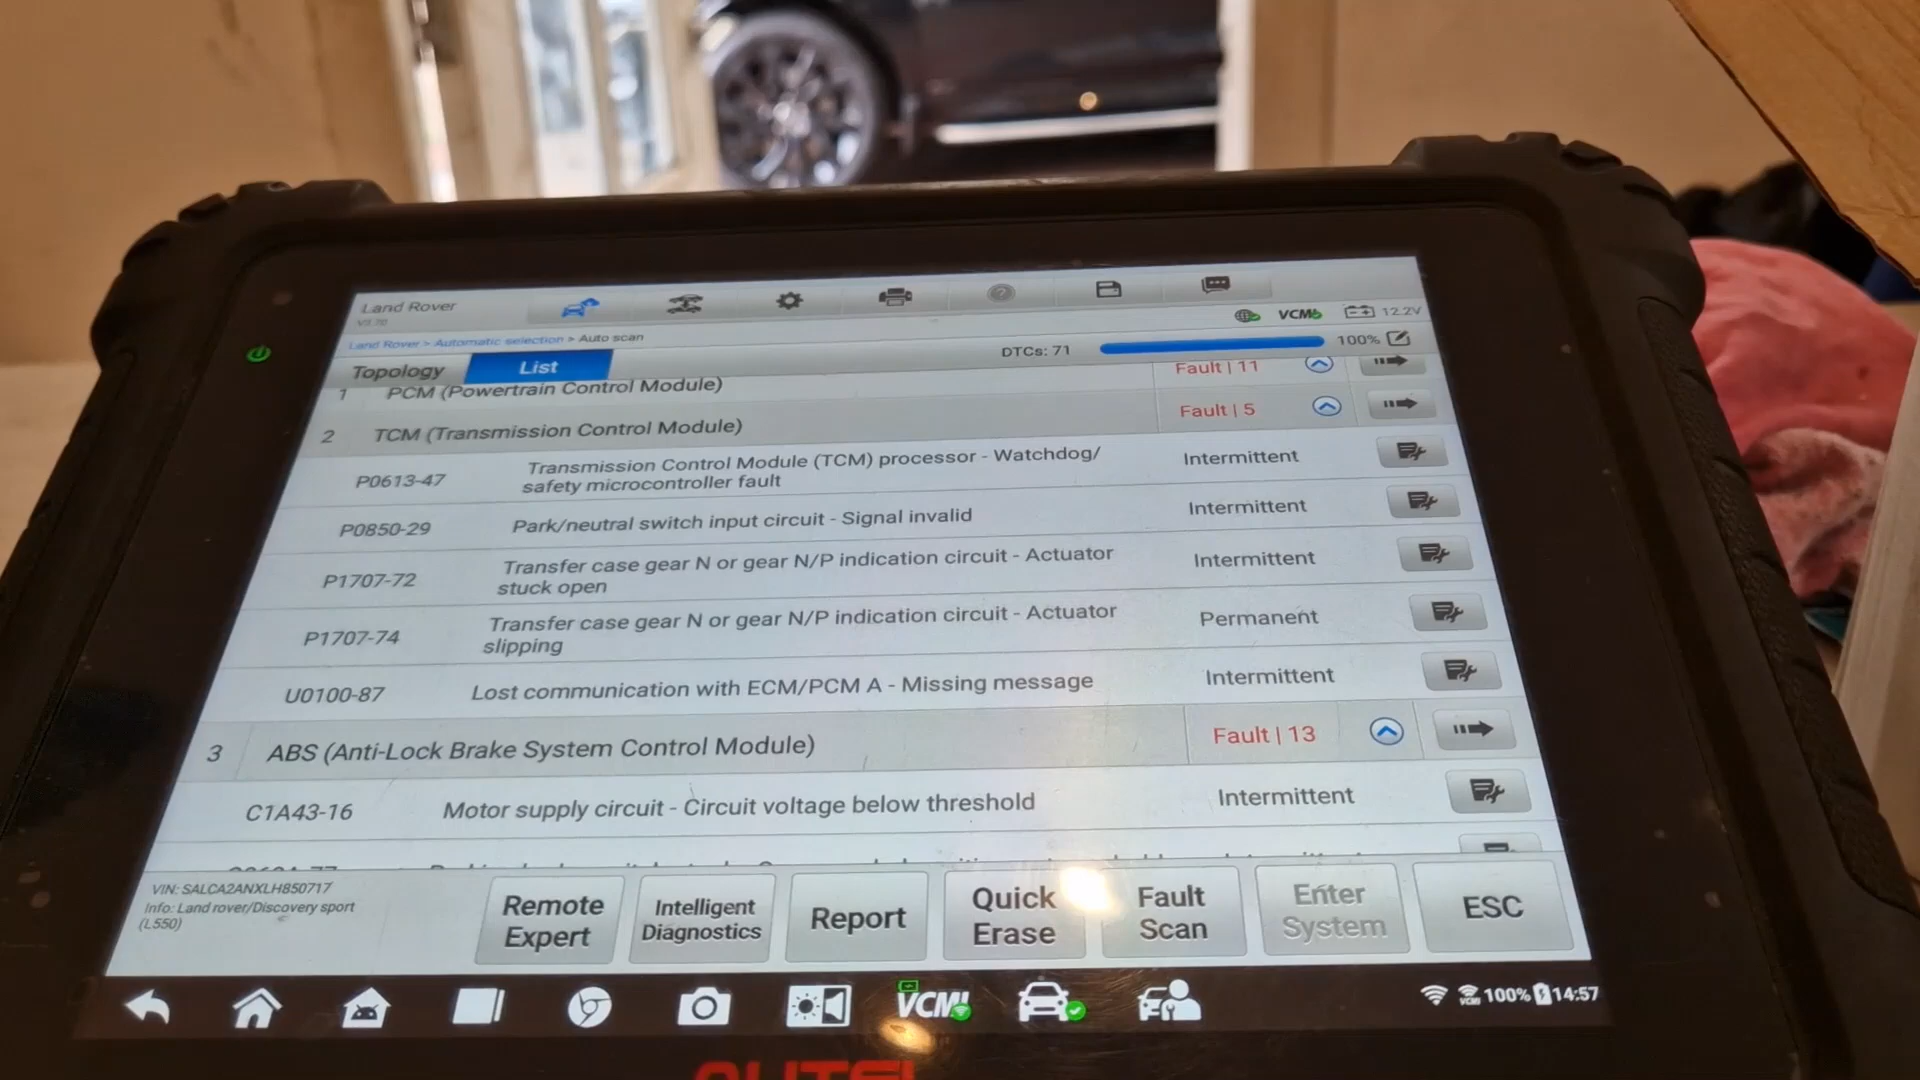 Land Rover
V3.70
VCMI
12.2V
Land Rover > Automatic selection > Auto scan
DTCs: 71
100%
Topology
List
1 PCM (Powertrain Control Module) Fault | 11
2 TCM (Transmission Control Module) Fault | 5
P0613-47 Transmission Control Module (TCM) processor - Watchdog/ Intermittent
safety microcontroller fault
P0850-29 Park/neutral switch input circuit - Signal invalid Intermittent
P1707-72 Transfer case gear N or gear N/P indication circuit - Actuator Intermittent
stuck open
P1707-74 Transfer case gear N or gear N/P indication circuit - Actuator Permanent
slipping
U0100-87 Lost communication with ECM/PCM A - Missing message Intermittent
3 ABS (Anti-Lock Brake System Control Module) Fault | 13
C1A43-16 Motor supply circuit - Circuit voltage below threshold Intermittent
VIN: SALCA2ANXLH850717
Info: Land rover/Discovery sport
(L550)
Remote
Expert
Intelligent
Diagnostics
Report
Quick
Erase
Fault
Scan
Enter
System
ESC
VCMI
VCMI 100% 14:57
AUTEL